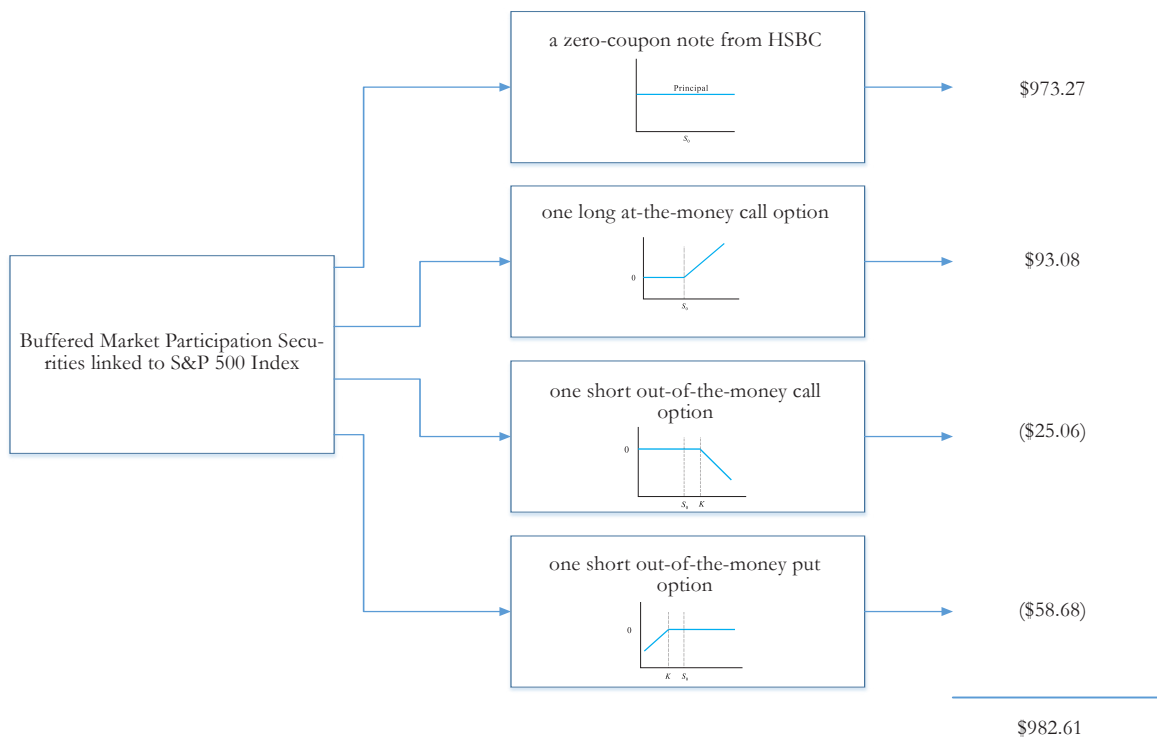 a zero-coupon note from HSBC
Principal
S0
$973.27
one long at-the-money call option
0
S0
$93.08
Buffered Market Participation Secu-
rities linked to S&P 500 Index
one short out-of-the-money call
option
0
S0 K
($25.06)
one short out-of-the-money put
option
0
K S0
($58.68)
$982.61